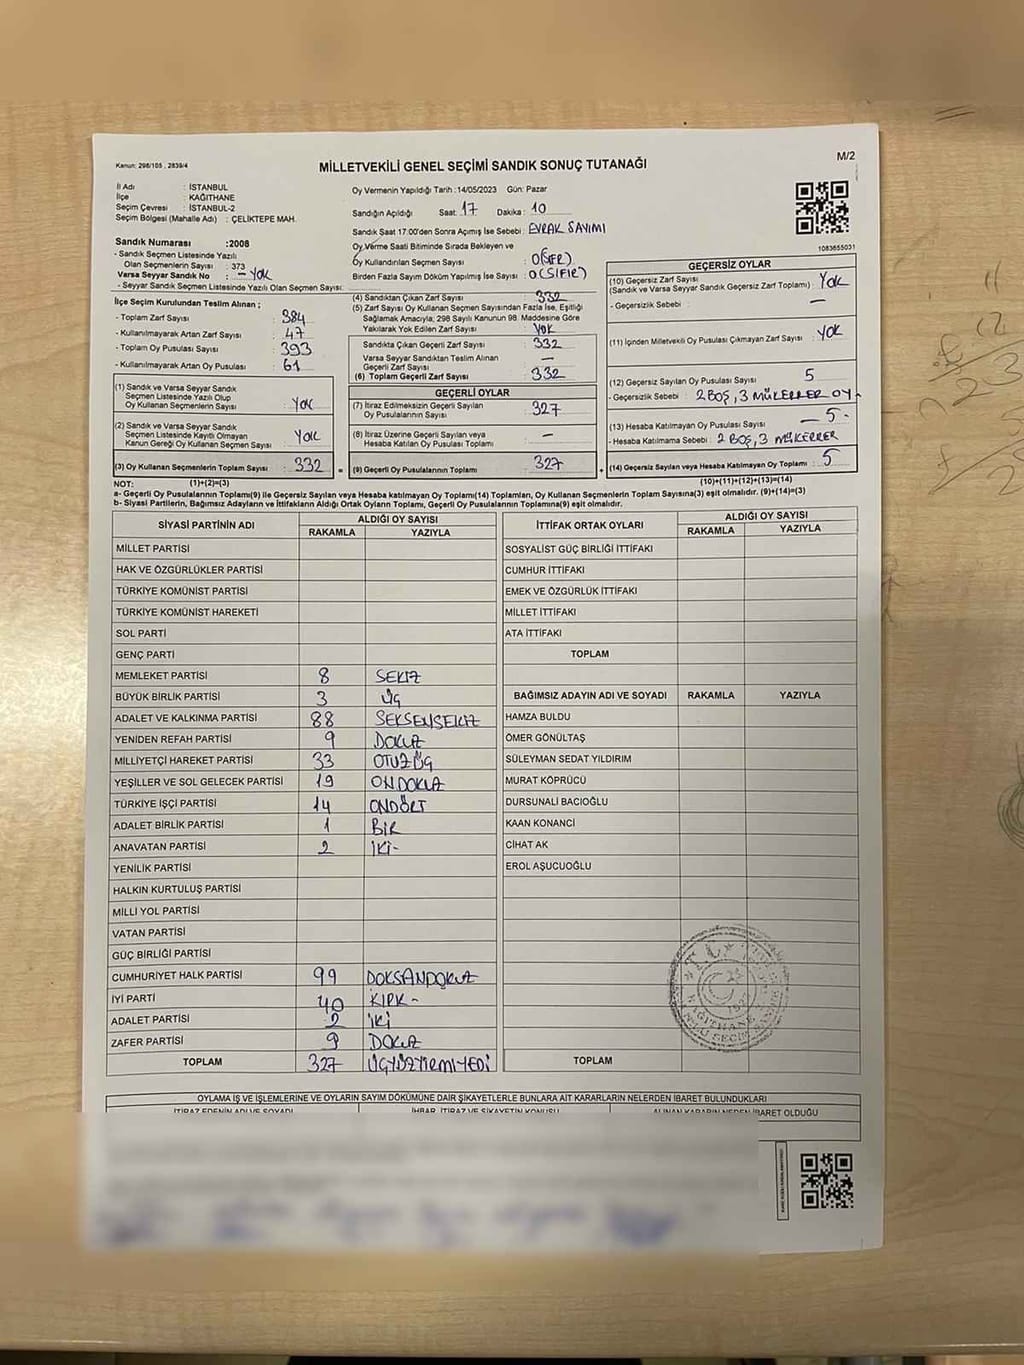 Kanun: 298/105 , 2839/4
MİLLETVEKİLİ GENEL SEÇİMİ SANDIK SONUÇ TUTANAĞI
M/2
İl Adı : İSTANBUL
İlçe : KAĞITHANE
Seçim Çevresi : İSTANBUL-2
Seçim Bölgesi (Mahalle Adı) : ÇELİKTEPE MAH.
Oy Vermenin Yapıldığı Tarih :14/05/2023 Gün: Pazar
Sandığın Açıldığı Saat: 17 Dakika: 10
Sandık Saat 17:00'den Sonra Açımış İse Sebebi : EVRAK SAYIMI
Oy Verme Saati Bitiminde Sırada Bekleyen ve
Oy Kullandırılan Seçmen Sayısı : 0(SIFIR)
Birden Fazla Sayım Döküm Yapılmış İse Sayısı : 0(SIFIR)
1083655031
Sandık Numarası :2006
- Sandık Seçmen Listesinde Yazılı
Olan Seçmenlerin Sayısı : 373
Varsa Seyyar Sandık No : - YOK
- Seyyar Sandık Seçmen Listesinde Yazılı Olan Seçmen Sayısı:
İlçe Seçim Kurulundan Teslim Alınan ;
- Toplam Zarf Sayısı : 384
- Kullanılmayarak Artan Zarf Sayısı : 47
- Toplam Oy Pusulası Sayısı : 393
- Kullanılmayarak Artan Oy Pusulası : 61
(1) Sandık ve Varsa Seyyar Sandık
Seçmen Listesinde Yazılı Olup
Oy Kullanan Seçmenlerin Sayısı : YOK
(2) Sandık ve Varsa Seyyar Sandık
Seçmen Listesinde Kayıtlı Olmayan
Kanun Gereği Oy Kullanan Seçmen Sayısı : YOK
(3) Oy Kullanan Seçmenlerin Toplam Sayısı : 332
(4) Sandıktan Çıkan Zarf Sayısı : 332
(5) Zarf Sayısı Oy Kullanan Seçmen Sayısından Fazla İse, Eşitliği
Sağlamak Amacıyla; 298 Sayılı Kanunun 98. Maddesine Göre
Yakılarak Yok Edilen Zarf Sayısı : YOK
Sandıkta Çıkan Geçerli Zarf Sayısı : 332
Varsa Seyyar Sandıktan Teslim Alınan
Geçerli Zarf Sayısı : —
(6) Toplam Geçerli Zarf Sayısı : 332
GEÇERLİ OYLAR
(7) İtiraz Edilmeksizin Geçerli Sayılan
Oy Pusulalarının Sayısı : 327
(8) İtiraz Üzerine Geçerli Sayılan veya
Hesaba Katılan Oy Pusulası Toplamı : —
= (9) Geçerli Oy Pusulalarının Toplamı : 327
GEÇERSİZ OYLAR
(10) Geçersiz Zarf Sayısı
(Sandık ve Varsa Seyyar Sandık Geçersiz Zarf Toplamı) : YOK
- Geçersizlik Sebebi : —
(11) İçinden Milletvekili Oy Pusulası Çıkmayan Zarf Sayısı : YOK
(12) Geçersiz Sayılan Oy Pusulası Sayısı : 5
- Geçersizlik Sebebi : 2 BOŞ, 3 MÜKERRER OY-
(13) Hesaba Katılmayan Oy Pusulası Sayısı : - 5 -
- Hesaba Katılmama Sebebi : 2 BOŞ, 3 MÜKERRER
+ (14) Geçersiz Sayılan veya Hesaba Katılmayan Oy Toplamı : 5
NOT: (1)+(2)=(3)
(10)+(11)+(12)+(13)=(14)
a- Geçerli Oy Pusulalarının Toplamı(9) ile Geçersiz Sayılan veya Hesaba katılmayan Oy Toplamı(14) Toplamları, Oy Kullanan Seçmenlerin Toplam Sayısına(3) eşit olmalıdır. (9)+(14)=(3)
b- Siyasi Partilerin, Bağımsız Adayların ve İttifakların Aldığı Ortak Oyların Toplamı, Geçerli Oy Pusulalarının Toplamına(9) eşit olmalıdır.
SİYASİ PARTİNİN ADI ALDIĞI OY SAYISI
RAKAMLA YAZIYLA
MİLLET PARTİSİ
HAK VE ÖZGÜRLÜKLER PARTİSİ
TÜRKİYE KOMÜNİST PARTİSİ
TÜRKİYE KOMÜNİST HAREKETİ
SOL PARTİ
GENÇ PARTİ
MEMLEKET PARTİSİ 8 SEKİZ
BÜYÜK BİRLİK PARTİSİ 3 ÜÇ
ADALET VE KALKINMA PARTİSİ 88 SEKSENSEKİZ
YENİDEN REFAH PARTİSİ 9 DOKUZ
MİLLİYETÇİ HAREKET PARTİSİ 33 OTUZÜÇ
YEŞİLLER VE SOL GELECEK PARTİSİ 19 ONDOKUZ
TÜRKİYE İŞÇİ PARTİSİ 14 ONDÖRT
ADALET BİRLİK PARTİSİ 1 BİR
ANAVATAN PARTİSİ 2 İKİ-
YENİLİK PARTİSİ
HALKIN KURTULUŞ PARTİSİ
MİLLİ YOL PARTİSİ
VATAN PARTİSİ
GÜÇ BİRLİĞİ PARTİSİ
CUMHURİYET HALK PARTİSİ 99 DOKSANDOKUZ
İYİ PARTİ 40 KIRK -
ADALET PARTİSİ 2 İKİ
ZAFER PARTİSİ 9 DOKUZ
TOPLAM 327 ÜÇYÜZYİRMİYEDİ
İTTİFAK ORTAK OYLARI ALDIĞI OY SAYISI
RAKAMLA YAZIYLA
SOSYALİST GÜÇ BİRLİĞİ İTTİFAKI
CUMHUR İTTİFAKI
EMEK VE ÖZGÜRLÜK İTTİFAKI
MİLLET İTTİFAKI
ATA İTTİFAKI
TOPLAM
BAĞIMSIZ ADAYIN ADI VE SOYADI RAKAMLA YAZIYLA
HAMZA BULDU
ÖMER GÖNÜLTAŞ
SÜLEYMAN SEDAT YILDIRIM
MURAT KÖPRÜCÜ
DURSUNALİ BACIOĞLU
KAAN KONANCİ
CİHAT AK
EROL AŞUCUOĞLU
T.C.
KAĞITHANE
TOPLAM
OYLAMA İŞ VE İŞLEMLERİNE VE OYLARIN SAYIM DÖKÜMÜNE DAİR ŞİKAYETLERLE BUNLARA AİT KARARLARIN NELERDEN İBARET BULUNDUKLARI
İTİRAZ EDENİN ADI VE SOYADI İHBAR, İTİRAZ VE ŞİKAYETİN KONUSU ALINAN KARARIN NEDEN İBARET OLDUĞU